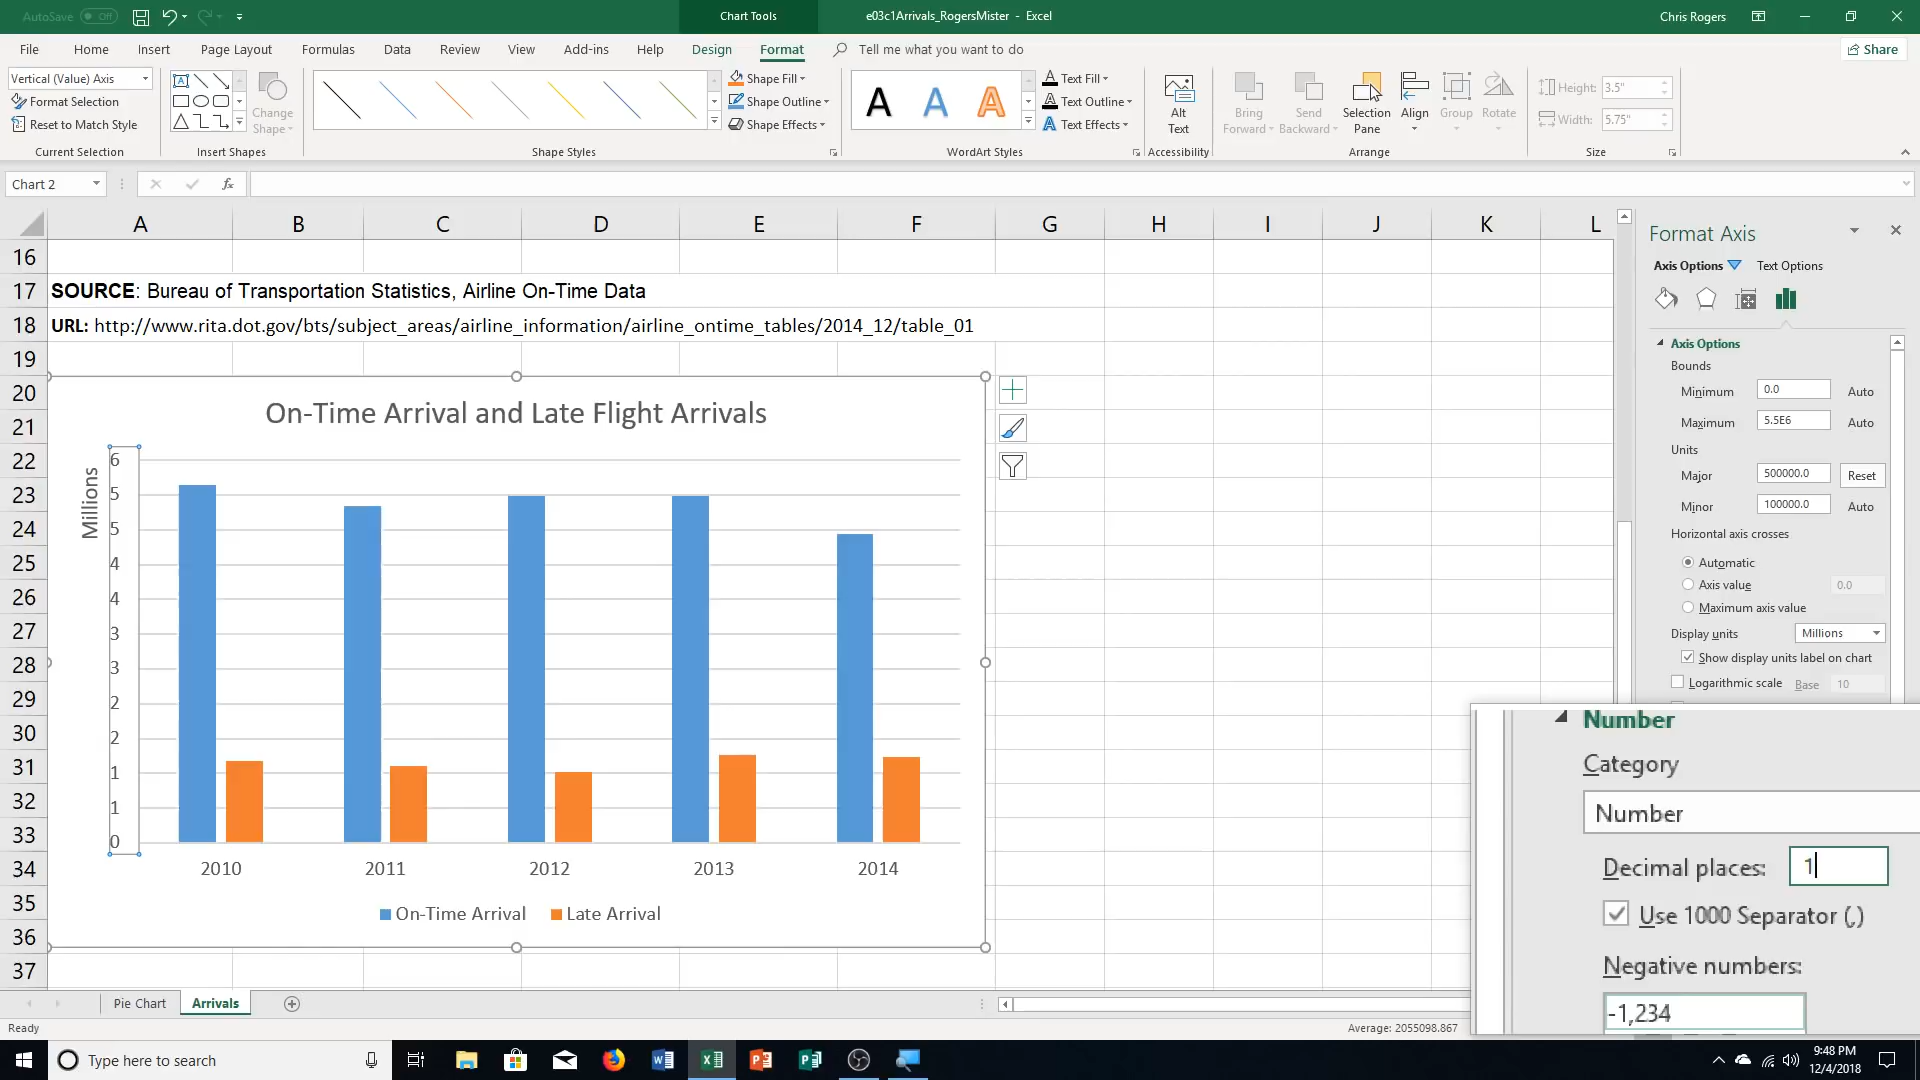 AutoSave Off
Chart Tools
e03c1Arrivals_RogersMister - Excel
Chris Rogers
File Home Insert Page Layout Formulas Data Review View Add-ins Help Design Format Tell me what you want to do Share
Vertical (Value) Axis
Format Selection
Reset to Match Style
Current Selection
A
Change
Shape
Insert Shapes
Shape Fill
Shape Outline
Shape Effects
Shape Styles
A A A
A Text Fill
A Text Outline
A Text Effects
WordArt Styles
Alt
Text
Accessibility
Bring
Forward
Send
Backward
Selection
Pane
Align
Group
Rotate
Arrange
Height: 3.5"
Width: 5.75"
Size
Chart 2
fx
A B C D E F G H I J K L
16
17 SOURCE: Bureau of Transportation Statistics, Airline On-Time Data
18 URL: http://www.rita.dot.gov/bts/subject_areas/airline_information/airline_ontime_tables/2014_12/table_01
19
20
21
22
23
24
25
26
27
28
29
30
31
32
33
34
35
36
37
On-Time Arrival and Late Flight Arrivals
Millions
6
5
5
4
4
3
3
2
2
1
1
0
2010 2011 2012 2013 2014
On-Time Arrival Late Arrival
Format Axis
Axis Options Text Options
Axis Options
Bounds
Minimum 0.0 Auto
Maximum 5.5E6 Auto
Units
Major 500000.0 Reset
Minor 100000.0 Auto
Horizontal axis crosses
Automatic
Axis value 0.0
Maximum axis value
Display units Millions
Show display units label on chart
Logarithmic scale Base 10
Number
Category
Number
Decimal places: 1
Use 1000 Separator (,)
Negative numbers:
-1,234
Pie Chart Arrivals
Ready
Average: 2055098.867
Type here to search
9:48 PM
12/4/2018